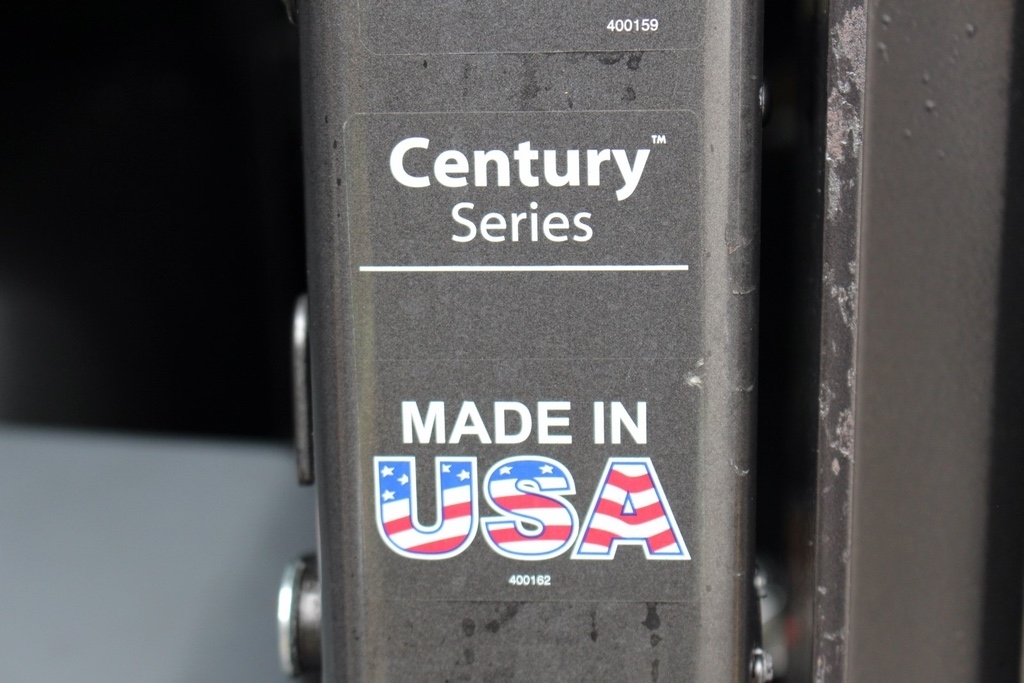 400159
Century™
Series
MADE IN
USA
400162